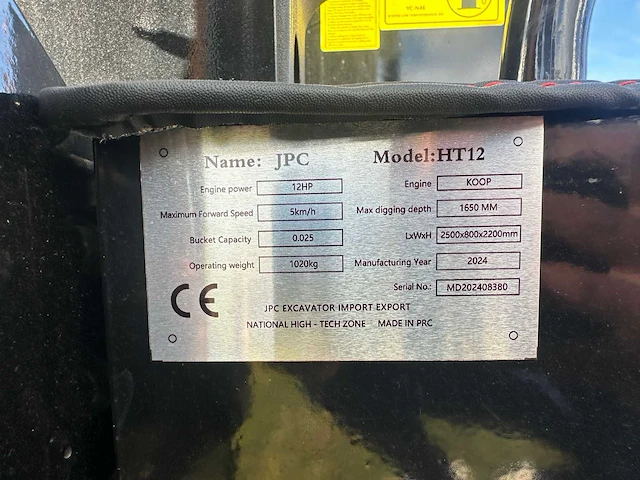 Name: JPC Model:HT12
Engine power 12HP Engine KOOP
Maximum Forward Speed 5km/h Max digging depth 1650 MM
Bucket Capacity 0.025 LxWxH 2500x800x2200mm
Operating weight 1020kg Manufacturing Year 2024
Serial No.: MD202408380
CE
JPC EXCAVATOR IMPORT EXPORT
NATIONAL HIGH - TECH ZONE MADE IN PRC